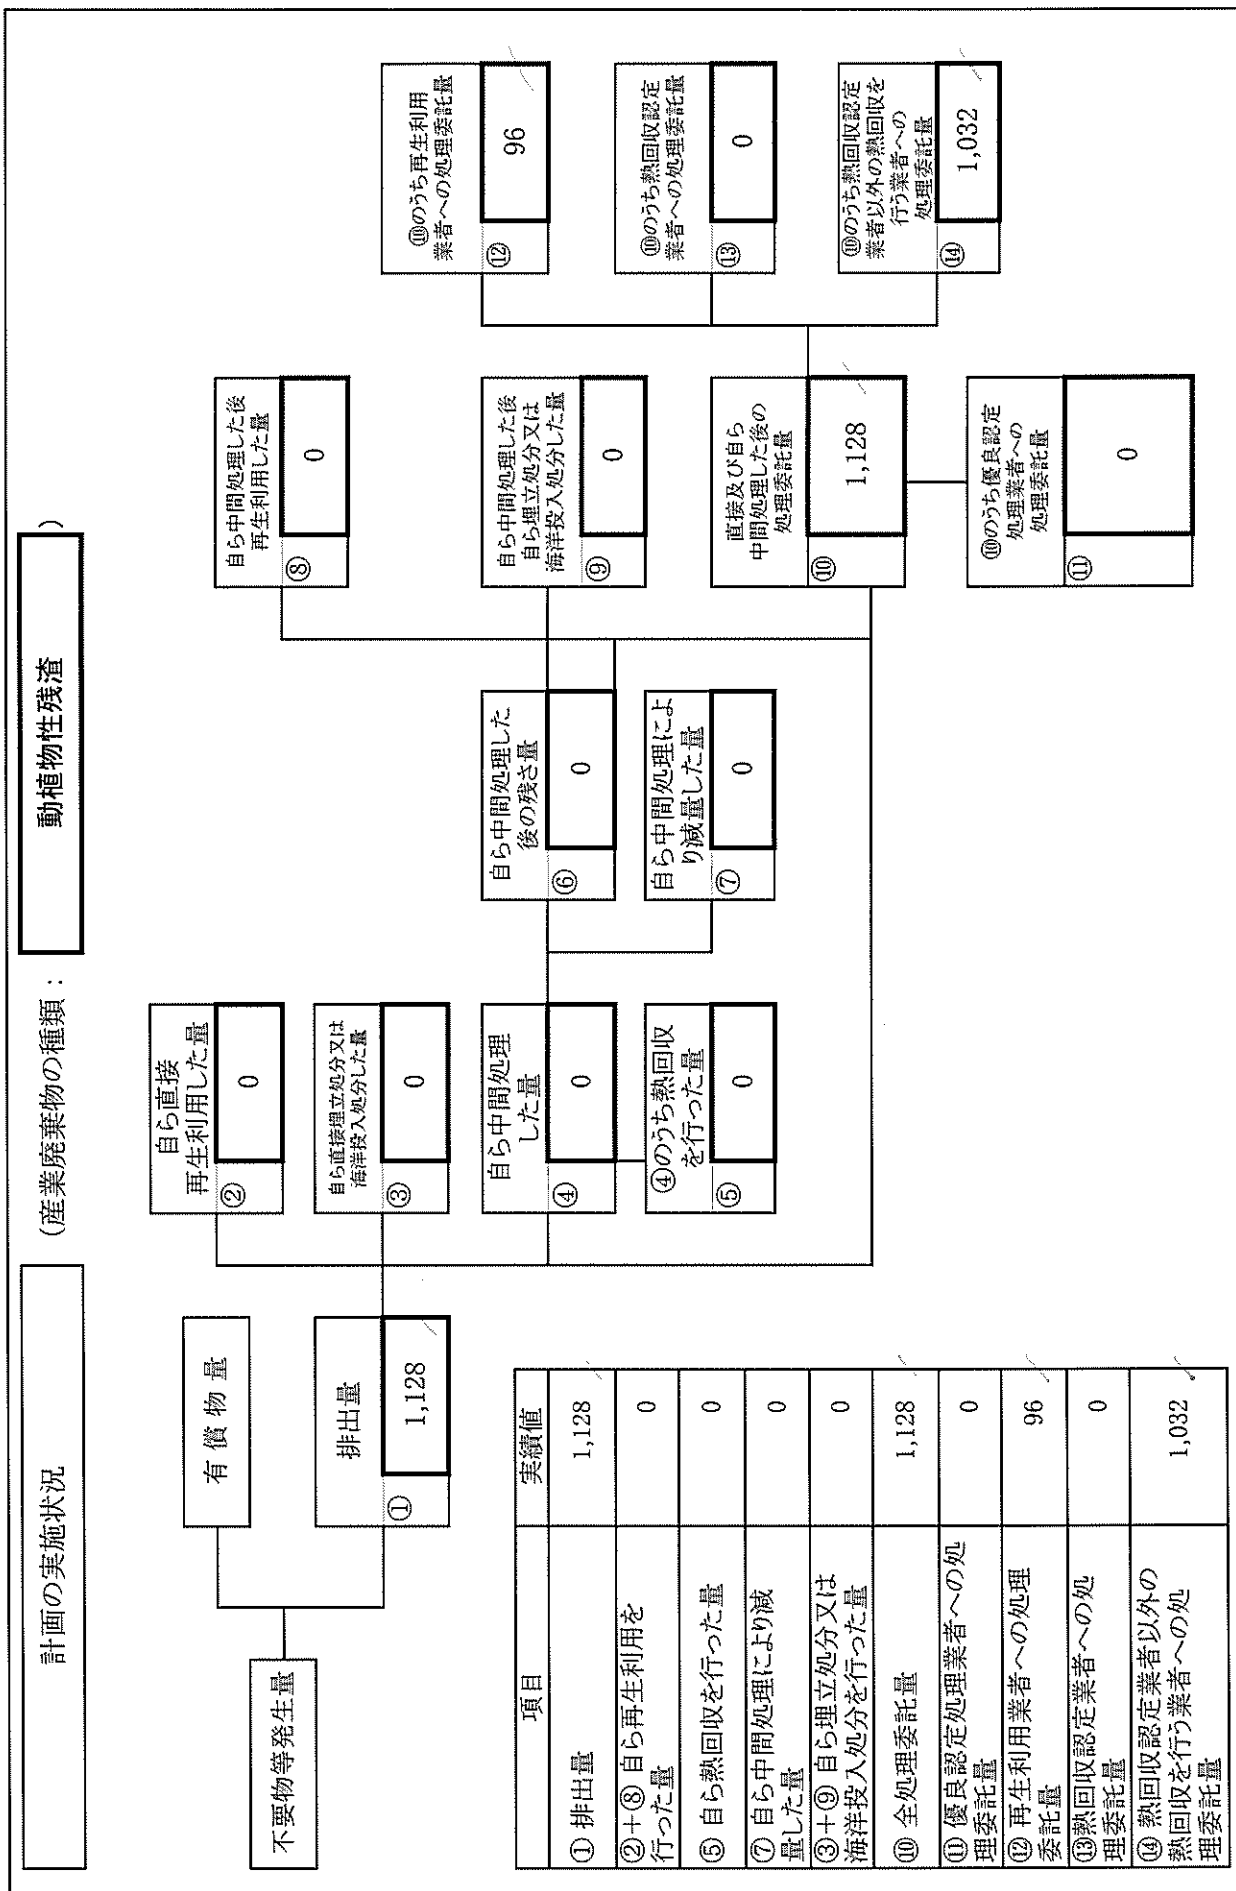 計画の実施状況
(産業廃棄物の種類：
動植物性残渣
)
不要物等発生量
有償物量
排出量
①
1,128
自ら直接
再生利用した量
②
0
自ら直接埋立処分又は
海洋投入処分した量
③
0
自ら中間処理
した量
④
0
④のうち熱回収
を行った量
⑤
0
自ら中間処理した
後の残さ量
⑥
0
自ら中間処理によ
り減量した量
⑦
0
自ら中間処理した後
再生利用した量
⑧
0
自ら中間処理した後
自ら埋立処分又は
海洋投入処分した量
⑨
0
直接及び自ら
中間処理した後の
処理委託量
⑩
1,128
⑩のうち優良認定
処理業者への
処理委託量
⑪
0
⑩のうち再生利用
業者への処理委託量
⑫
96
⑩のうち熱回収認定
業者への処理委託量
⑬
0
⑩のうち熱回収認定
業者以外の熱回収を
行う業者への
処理委託量
⑭
1,032
項目 実績値
① 排出量 1,128
②＋⑧ 自ら再生利用を
行った量 0
⑤ 自ら熱回収を行った量 0
⑦ 自ら中間処理により減
量した量 0
③＋⑨ 自ら埋立処分又は
海洋投入処分を行った量 0
⑩ 全処理委託量 1,128
⑪ 優良認定処理業者への処
理委託量 0
⑫ 再生利用業者への処理
委託量 96
⑬熱回収認定業者への処
理委託量 0
⑭ 熱回収認定業者以外の
熱回収を行う業者への処
理委託量 1,032